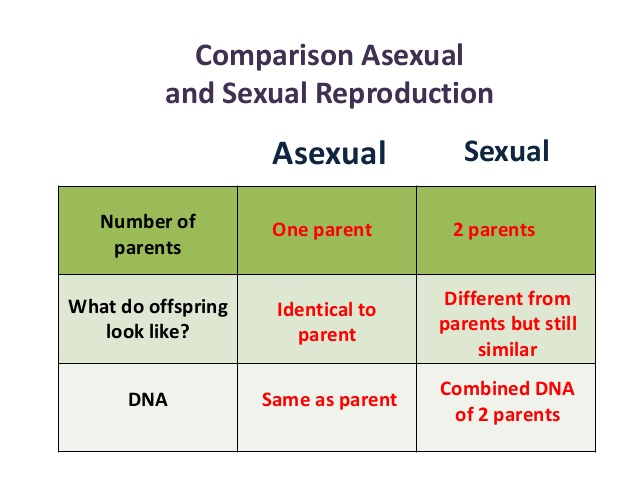 Comparison Asexual
and Sexual Reproduction
Asexual
Sexual
Number of
parents
One parent
2 parents
What do offspring
look like?
Identical to
parent
Different from
parents but still
similar
DNA
Same as parent
Combined DNA
of 2 parents